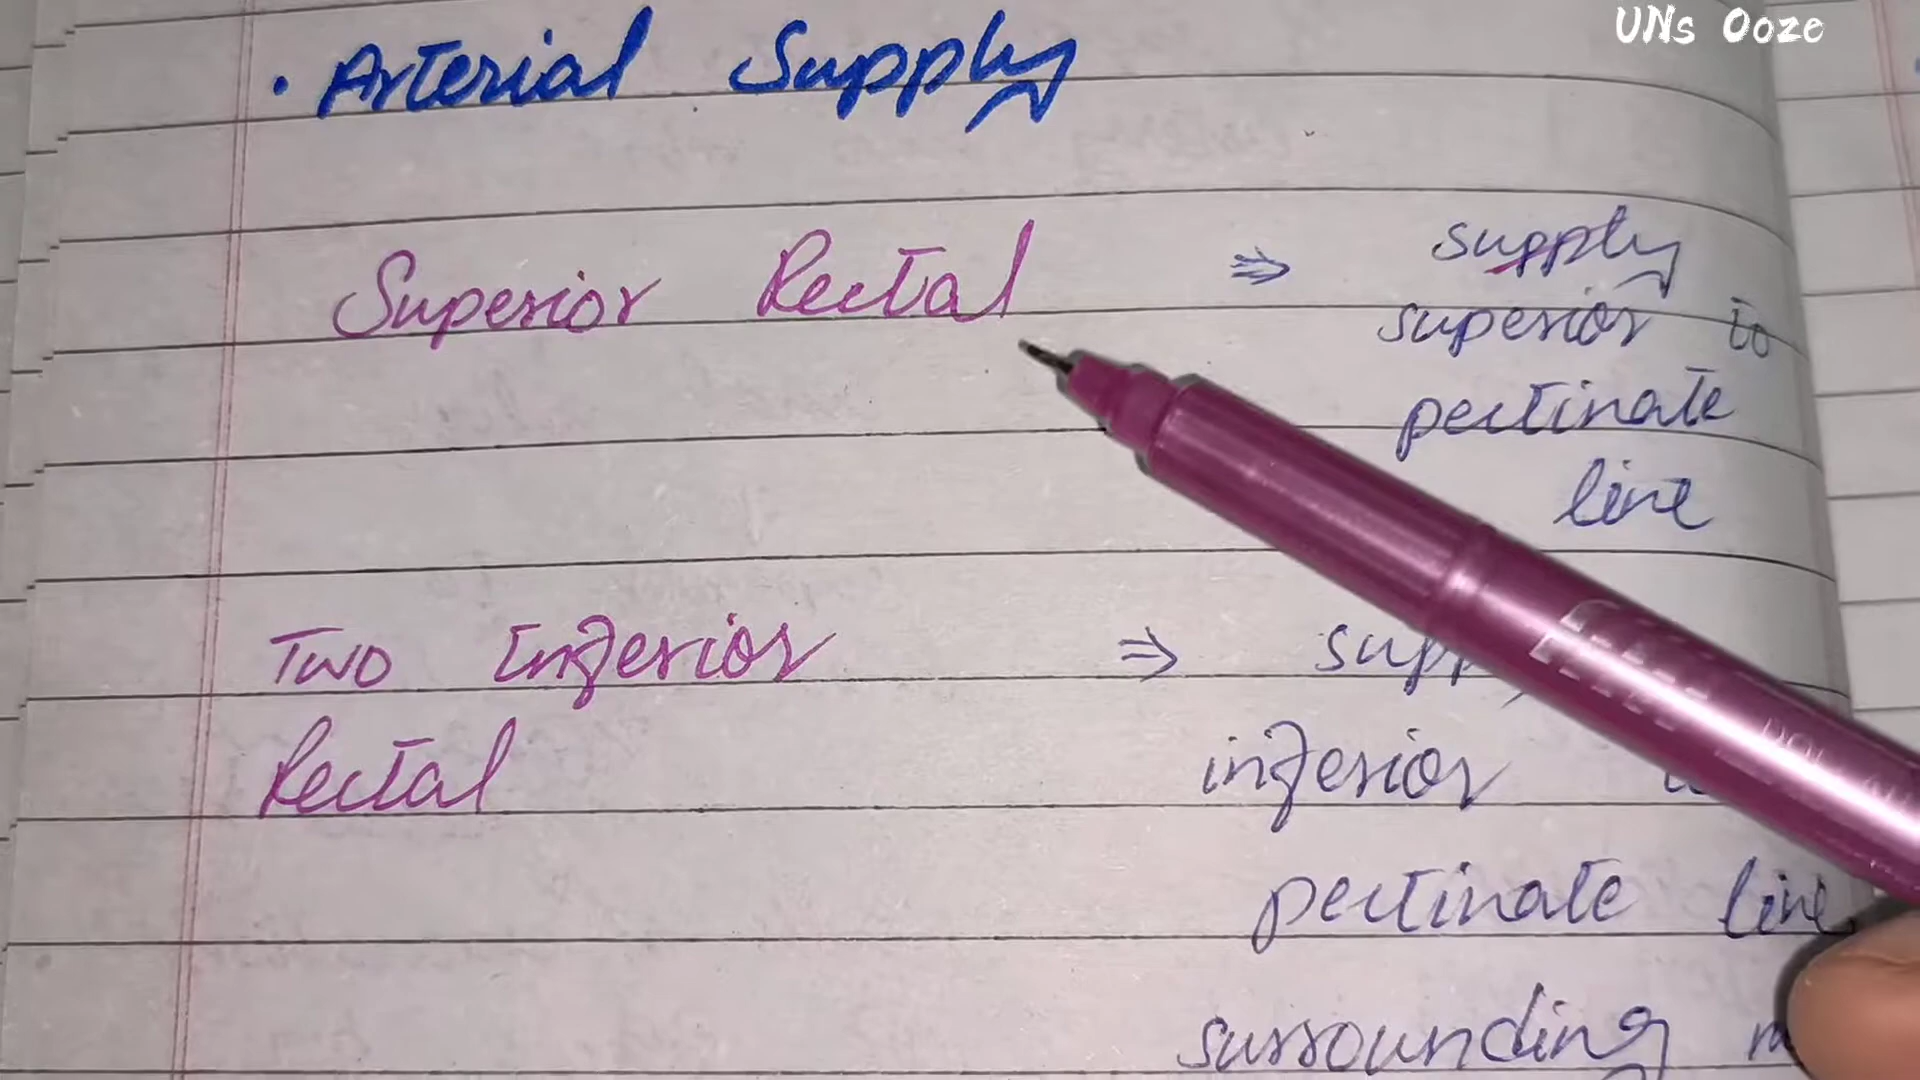 UNs Ooze
. Arterial Supply
Superior Rectal ⇒ supply
superior to
pectinate
line
Two Inferior ⇒
Rectal inferior
pectinate line
surrounding